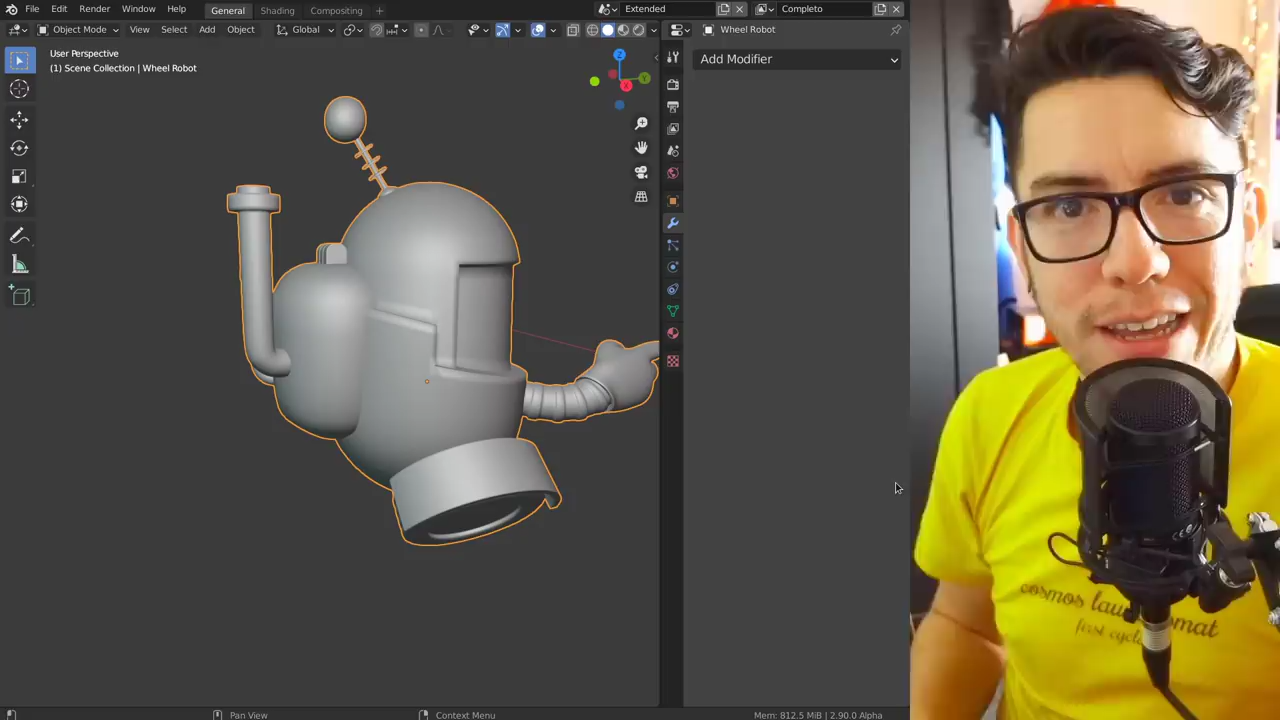 File Edit Render Window Help General Shading Compositing + Extended Completo
Object Mode View Select Add Object Global Wheel Robot
User Perspective
(1) Scene Collection | Wheel Robot
Add Modifier
Z
Y
X
cosmos
fast
Pan View Context Menu Mem: 812.5 MiB | 2.90.0 Alpha